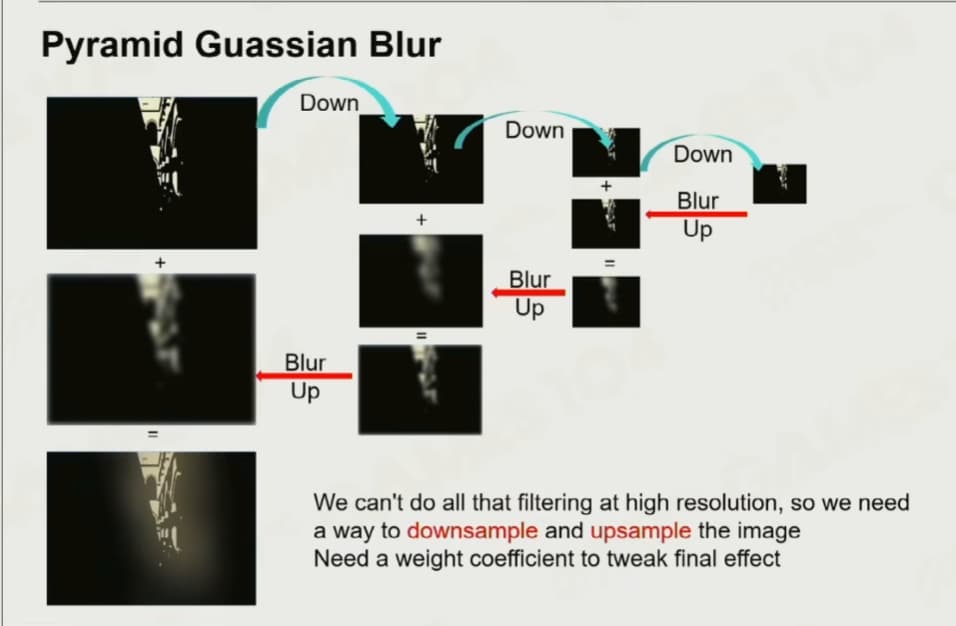 Pyramid Guassian Blur
Down
Down
Down
+
Blur
Up
+
=
Blur
Up
+
=
Blur
Up
=
We can't do all that filtering at high resolution, so we need
a way to downsample and upsample the image
Need a weight coefficient to tweak final effect